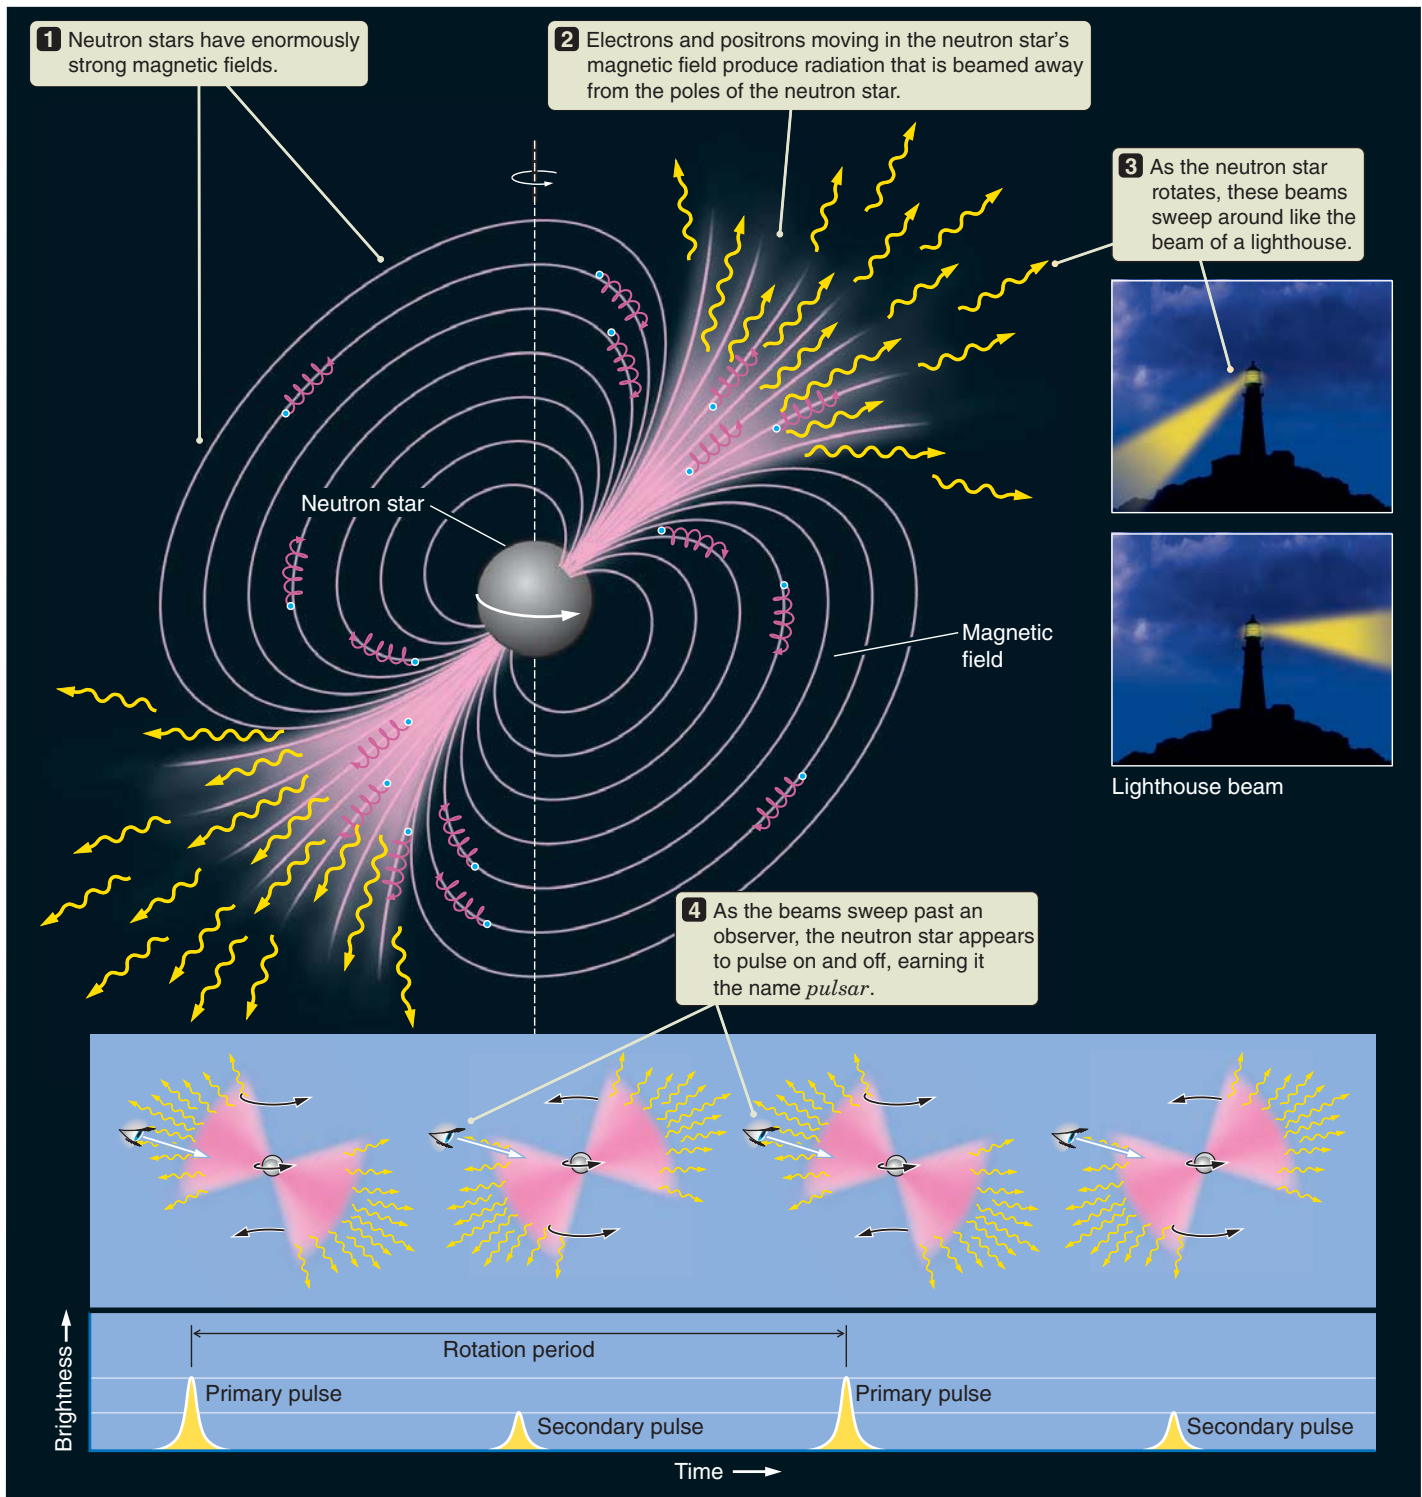 1 Neutron stars have enormously
strong magnetic fields.
2 Electrons and positrons moving in the neutron star’s
magnetic field produce radiation that is beamed away
from the poles of the neutron star.
3 As the neutron star
rotates, these beams
sweep around like the
beam of a lighthouse.
Neutron star
Magnetic
field
Lighthouse beam
4 As the beams sweep past an
observer, the neutron star appears
to pulse on and off, earning it
the name pulsar.
Brightness
Rotation period
Primary pulse
Secondary pulse
Primary pulse
Secondary pulse
Time